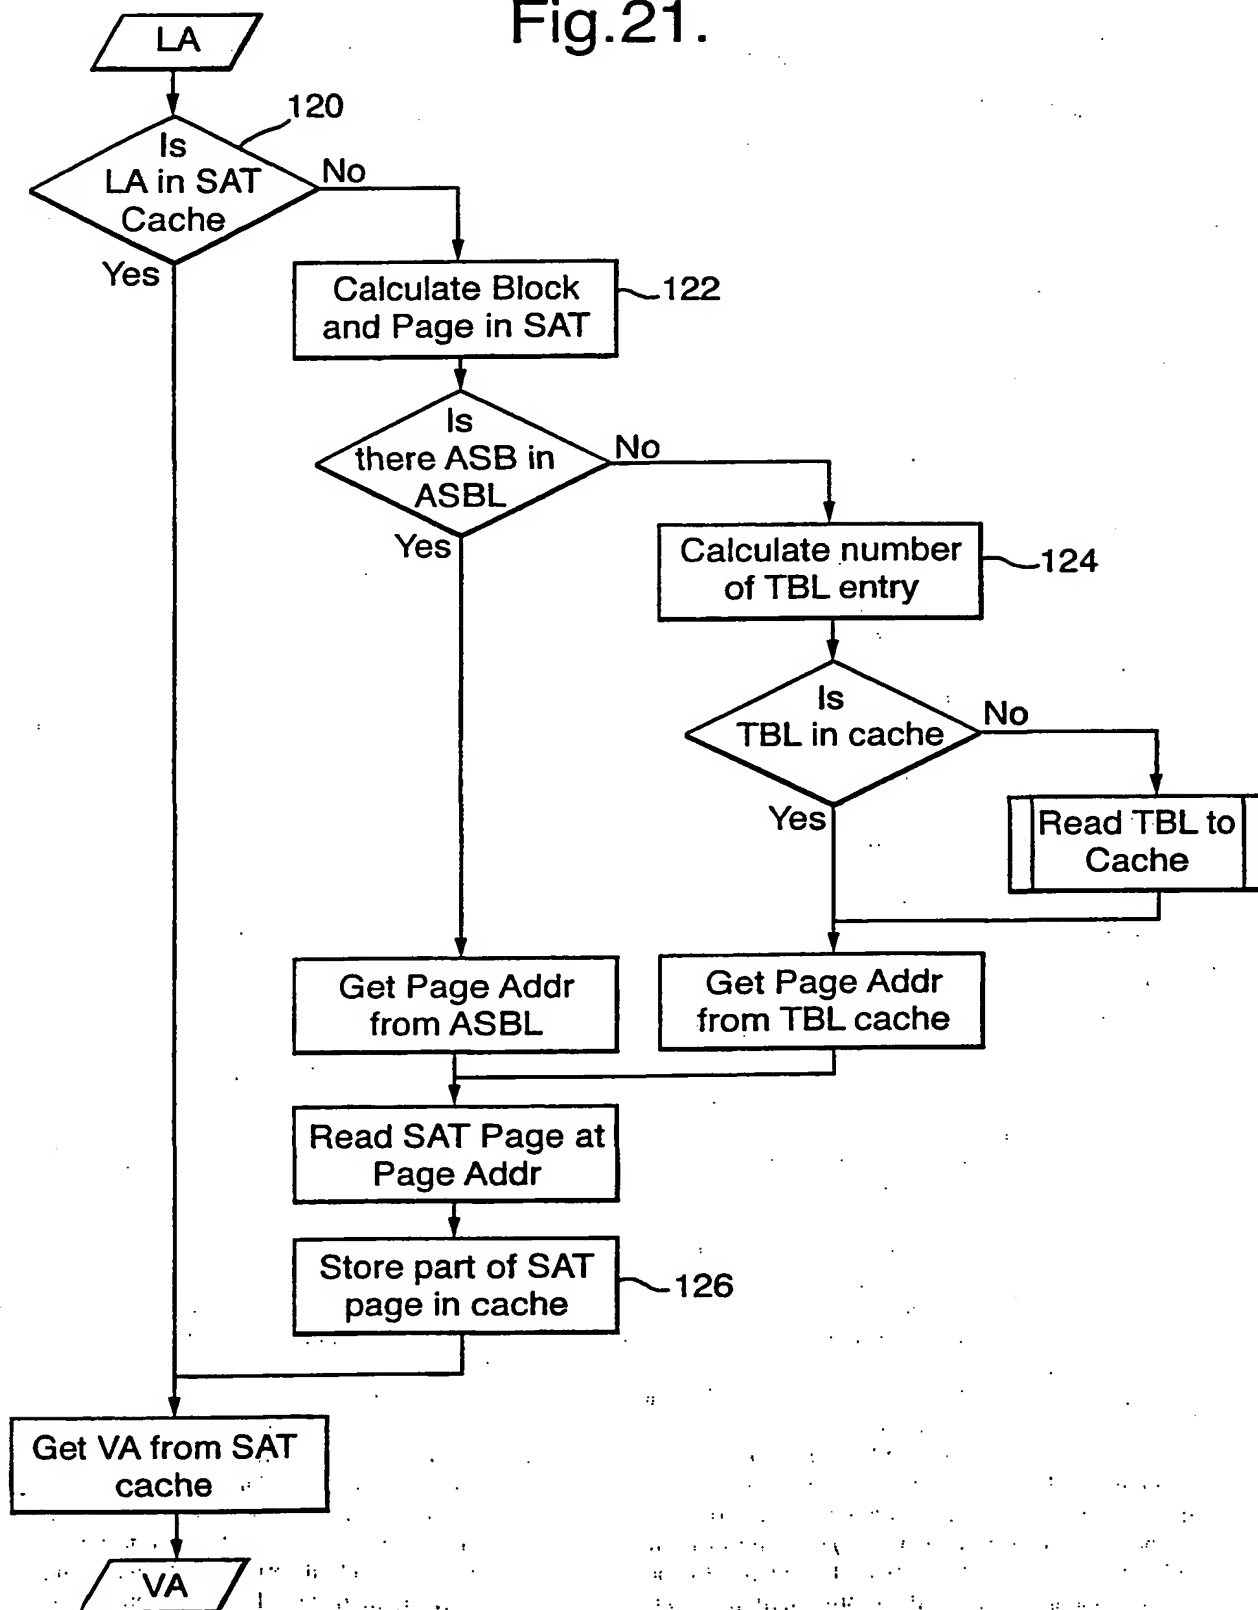 Fig.21.
LA
120
Is
LA in SAT
Cache
No
Yes
Calculate Block
and Page in SAT
122
Is
there ASB in
ASBL
No
Yes
Calculate number
of TBL entry
124
Is
TBL in cache
No
Yes
Read TBL to
Cache
Get Page Addr
from ASBL
Get Page Addr
from TBL cache
Read SAT Page at
Page Addr
Store part of SAT
page in cache
126
Get VA from SAT
cache
VA